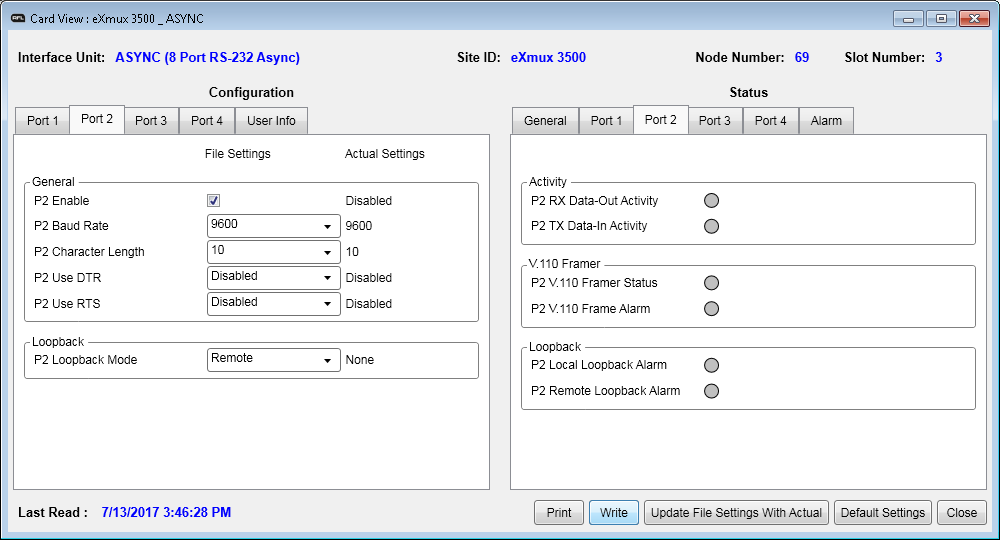 AFL Card View : eXmux 3500 _ ASYNC
Interface Unit: ASYNC (8 Port RS-232 Async) Site ID: eXmux 3500 Node Number: 69 Slot Number: 3
Configuration
Port 1 Port 2 Port 3 Port 4 User Info
File Settings Actual Settings
General
P2 Enable Disabled
P2 Baud Rate 9600 9600
P2 Character Length 10 10
P2 Use DTR Disabled Disabled
P2 Use RTS Disabled Disabled
Loopback
P2 Loopback Mode Remote None
Status
General Port 1 Port 2 Port 3 Port 4 Alarm
Activity
P2 RX Data-Out Activity
P2 TX Data-In Activity
V.110 Framer
P2 V.110 Framer Status
P2 V.110 Frame Alarm
Loopback
P2 Local Loopback Alarm
P2 Remote Loopback Alarm
Last Read : 7/13/2017 3:46:28 PM Print Write Update File Settings With Actual Default Settings Close